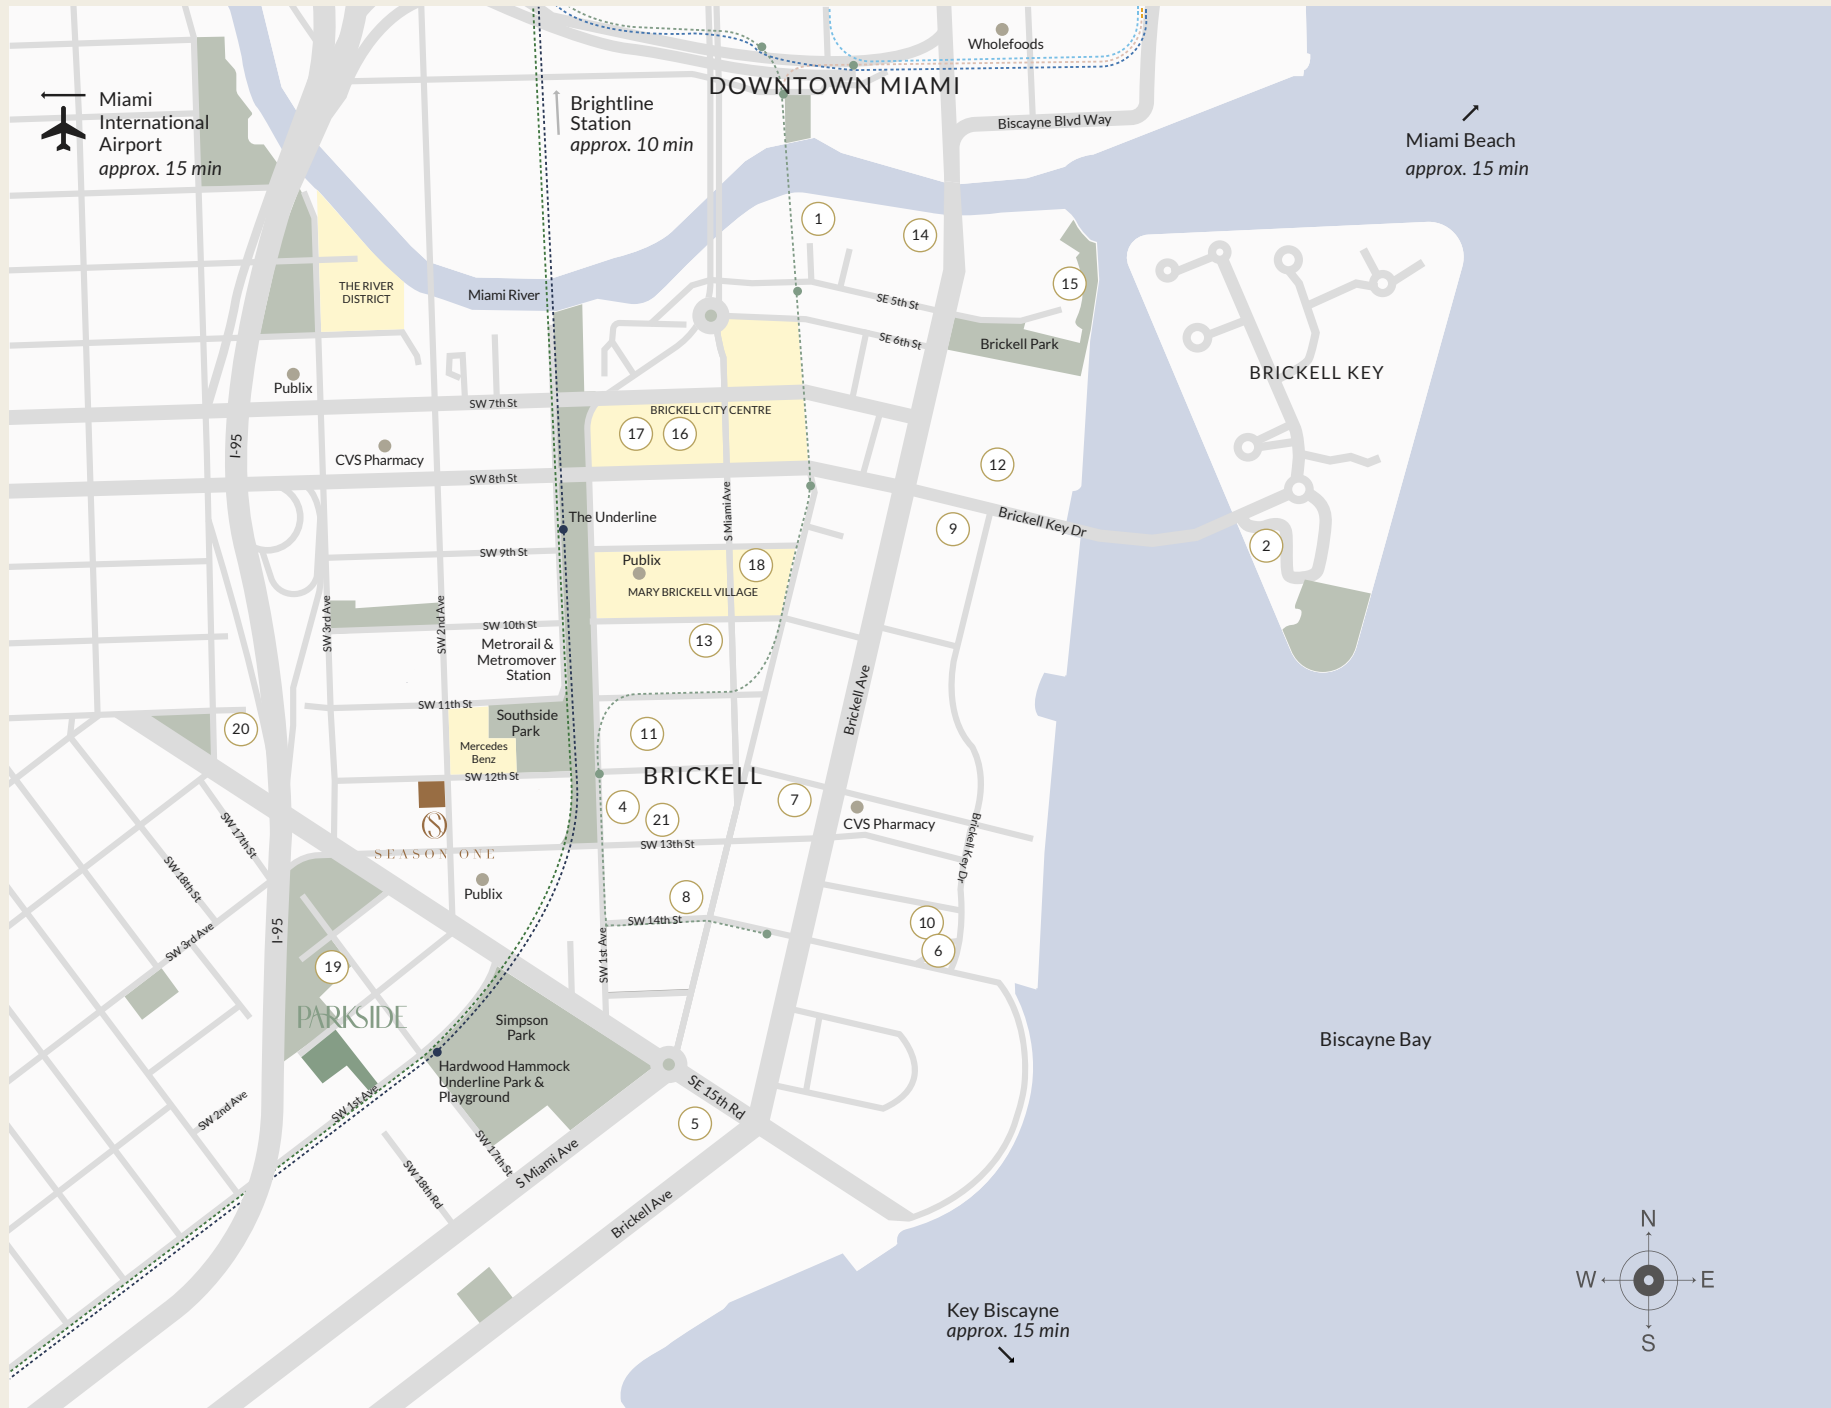 Wholefoods
DOWNTOWN MIAMI
Miami
International
Airport
approx. 15 min
Brightline
Station
approx. 10 min
Biscayne Blvd Way
Miami Beach
approx. 15 min
1
14
15
THE RIVER
DISTRICT
Miami River
SE 5th St
SE 6th St
Brickell Park
BRICKELL KEY
Publix
SW 7th St
BRICKELL CITY CENTRE
17
16
I-95
CVS Pharmacy
SW 8th St
12
S Miami Ave
The Underline
9
Brickell Key Dr
2
SW 9th St
Publix
18
MARY BRICKELL VILLAGE
SW 3rd Ave
SW 2nd Ave
SW 10th St
13
Metrorail &
Metromover
Station
Brickell Ave
SW 11th St
20
Southside
Park
11
Mercedes
Benz
SW 12th St
BRICKELL
4
21
7
CVS Pharmacy
SW 17th St
S
SEASON ONE
SW 13th St
Brickell Key Dr
SW 18th St
Publix
8
SW 14th St
10
6
I-95
SW 3rd Ave
SW 1st Ave
19
PARKSIDE
Simpson
Park
Biscayne Bay
Hardwood Hammock
Underline Park &
Playground
SW 1st Ave
SW 2nd Ave
SE 15th Rd
5
SW 17th St
S Miami Ave
SW 18th Rd
Brickell Ave
N
W
E
S
Key Biscayne
approx. 15 min